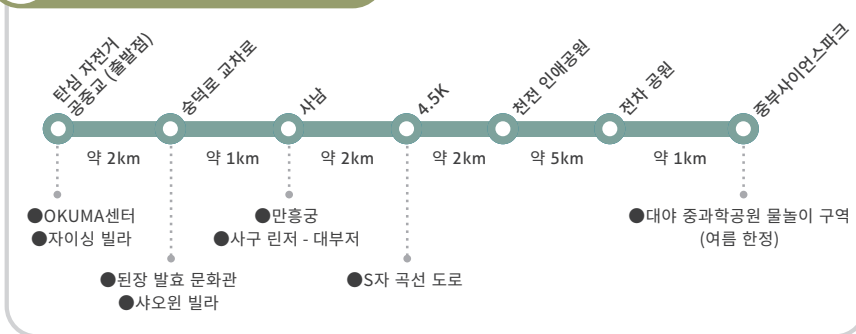 탄심 자전거
공중교 (출발점)
숭덕로 교차로
사남
4.5K
천전 인애공원
전차 공원
중부사이언스파크
약 2km
약 1km
약 2km
약 2km
약 5km
약 1km
●OKUMA센터
●자이싱 빌라
●된장 발효 문화관
●샤오윈 빌라
●만흥궁
●사구 린저 - 대부저
●S자 곡선 도로
●대야 중과학공원 물놀이 구역
(여름 한정)